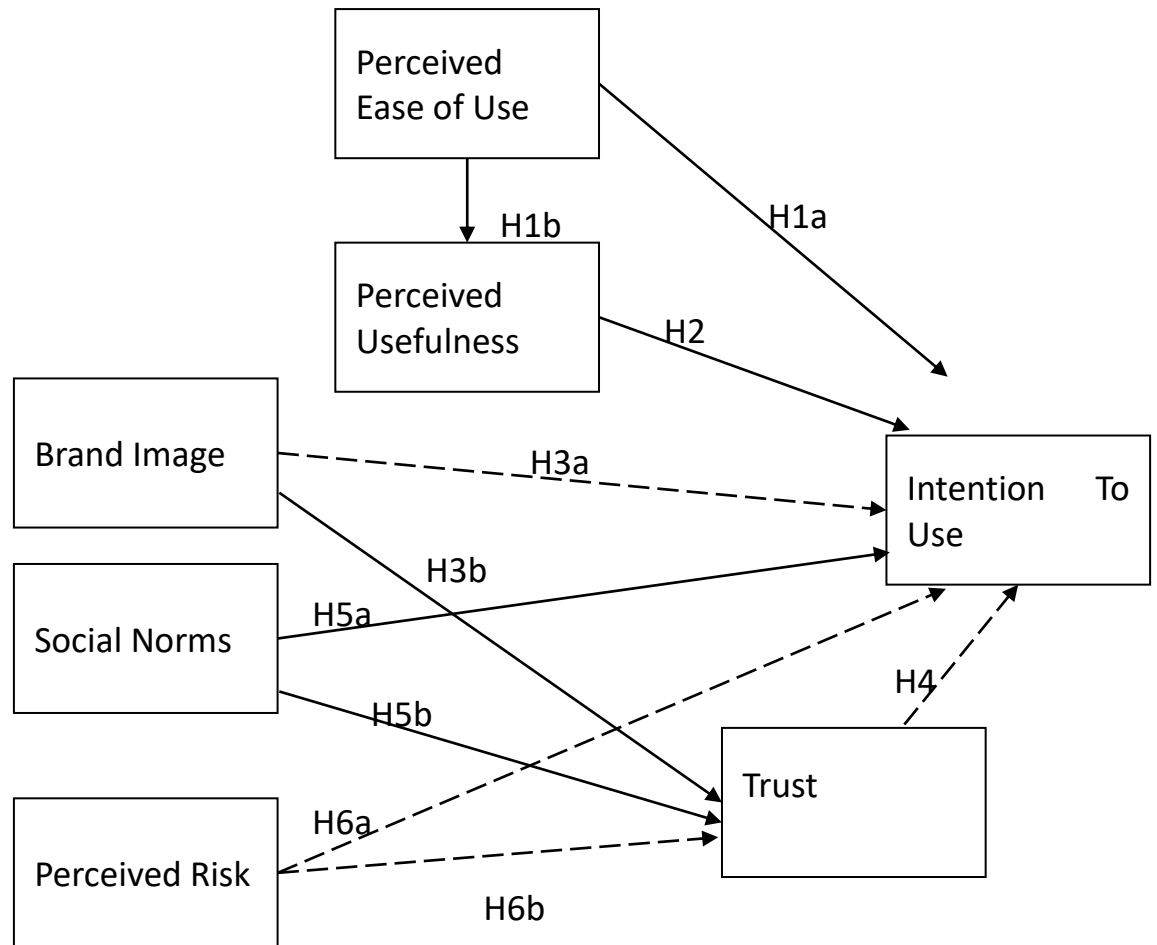 Perceived
Ease of Use
H1b
H1a
Perceived
Usefulness
H2
Brand Image
H3a
Intention To
Use
H3b
Social Norms
H5a
H4
H5b
Trust
H6a
Perceived Risk
H6b